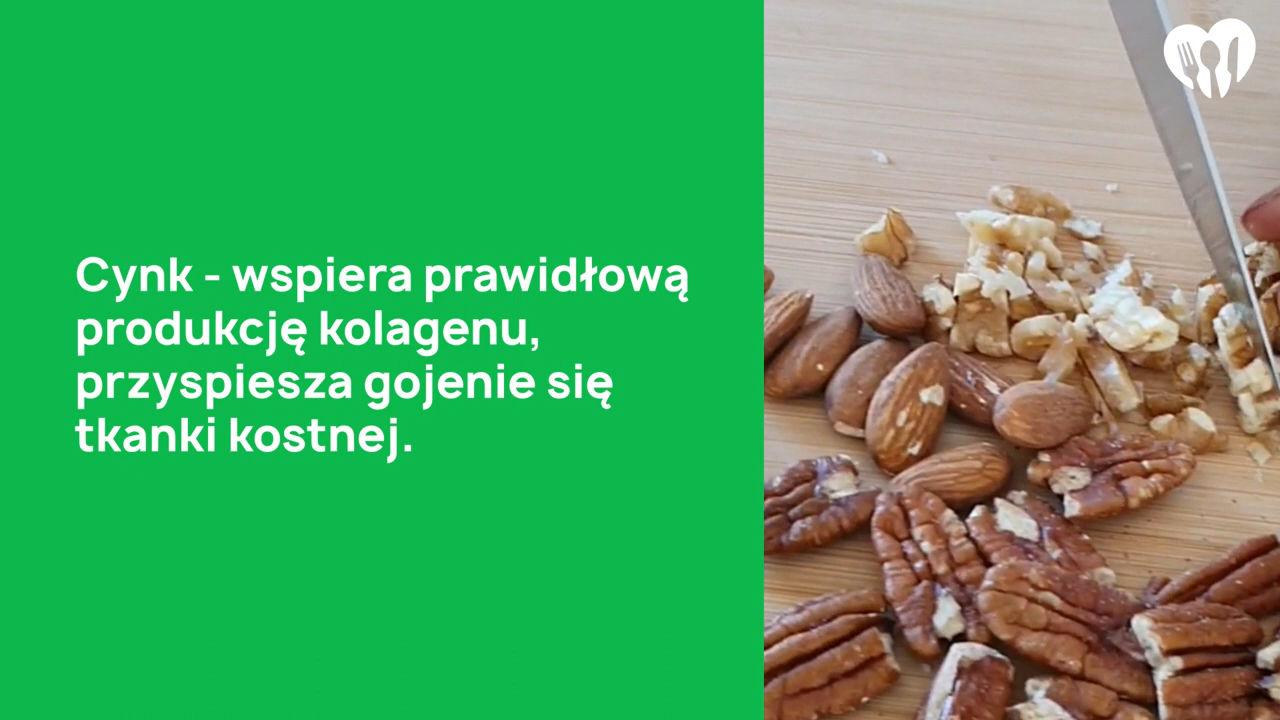 Cynk - wspiera prawidłową
produkcję kolagenu,
przyspiesza gojenie się
tkanki kostnej.